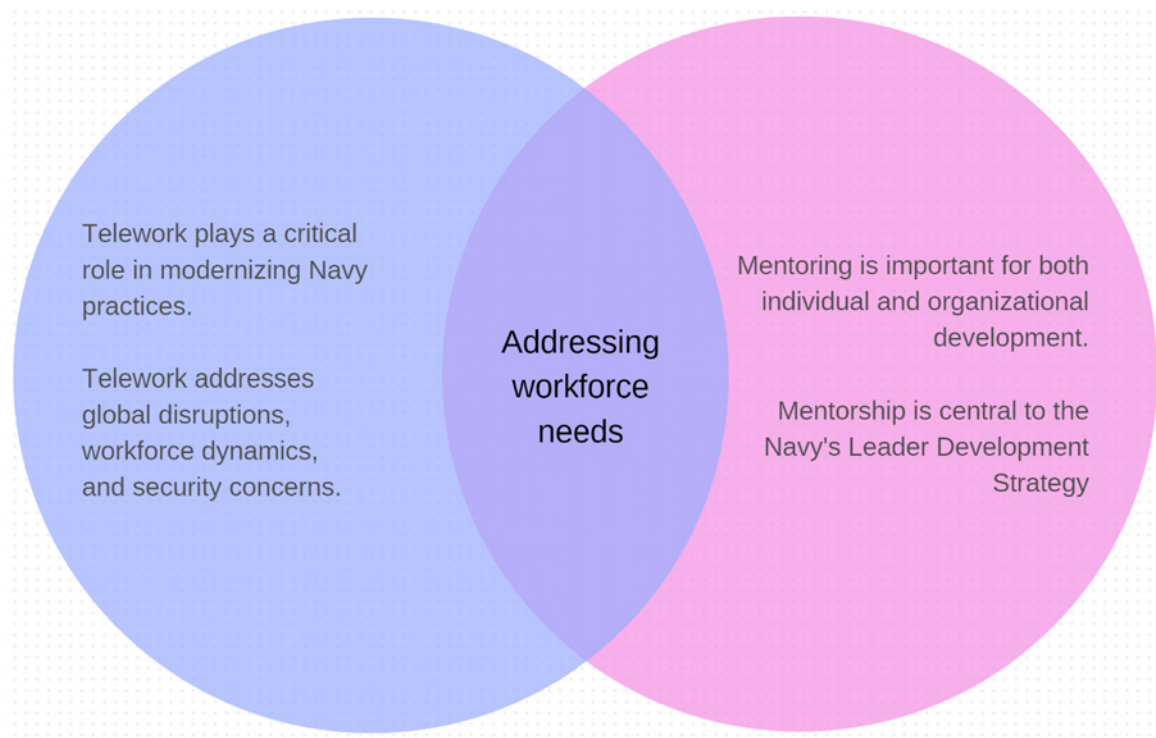 Telework plays a critical
role in modernizing Navy
practices.
Telework addresses
global disruptions,
workforce dynamics,
and security concerns.
Addressing
workforce
needs
Mentoring is important for both
individual and organizational
development.
Mentorship is central to the
Navy's Leader Development
Strategy